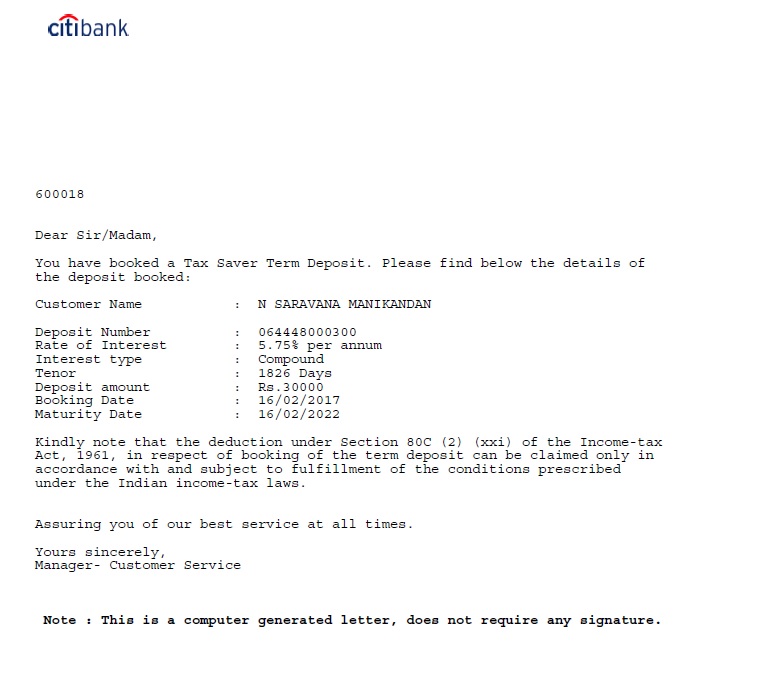 citibank
600018
Dear Sir/Madam,
You have booked a Tax Saver Term Deposit. Please find below the details of
the deposit booked:
Customer Name : N SARAVANA MANIKANDAN
Deposit Number : 064448000300
Rate of Interest : 5.75% per annum
Interest type : Compound
Tenor : 1826 Days
Deposit amount : Rs.30000
Booking Date : 16/02/2017
Maturity Date : 16/02/2022
Kindly note that the deduction under Section 80C (2) (xxi) of the Income-tax
Act, 1961, in respect of booking of the term deposit can be claimed only in
accordance with and subject to fulfillment of the conditions prescribed
under the Indian income-tax laws.
Assuring you of our best service at all times.
Yours sincerely,
Manager- Customer Service
Note : This is a computer generated letter, does not require any signature.